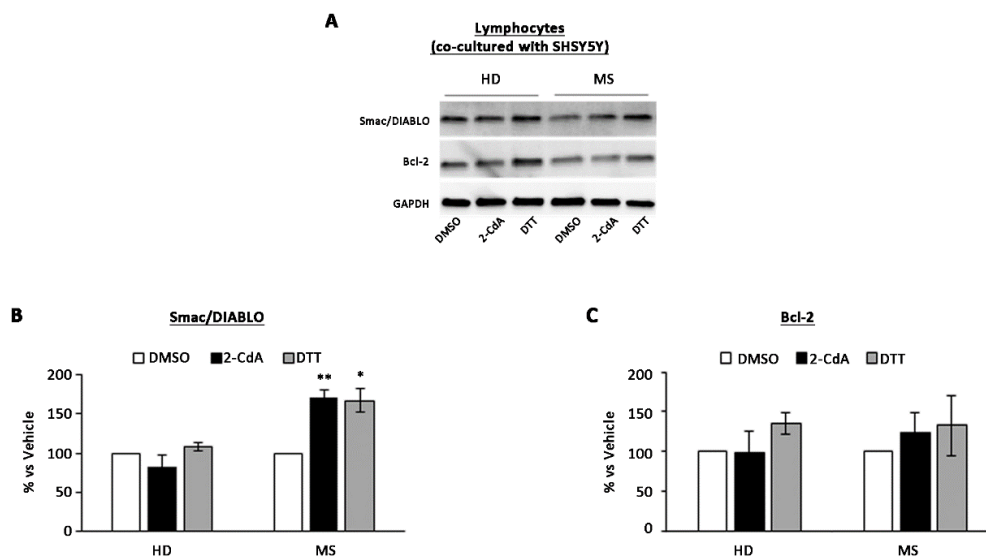 A
Lymphocytes
(co-cultured with SHSY5Y)
HD MS
Smac/DIABLO
Bcl-2
GAPDH
DMSO 2-CdA DTT DMSO 2-CdA DTT
B
Smac/DIABLO
DMSO 2-CdA DTT
% vs Vehicle
200
150
100
50
0
** *
HD MS
C
Bcl-2
DMSO 2-CdA DTT
% vs Vehicle
200
150
100
50
0
HD MS